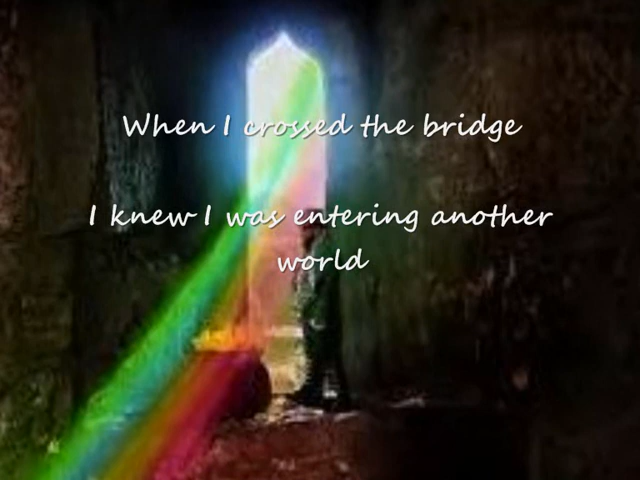 When I crossed the bridge
I knew I was entering another
world